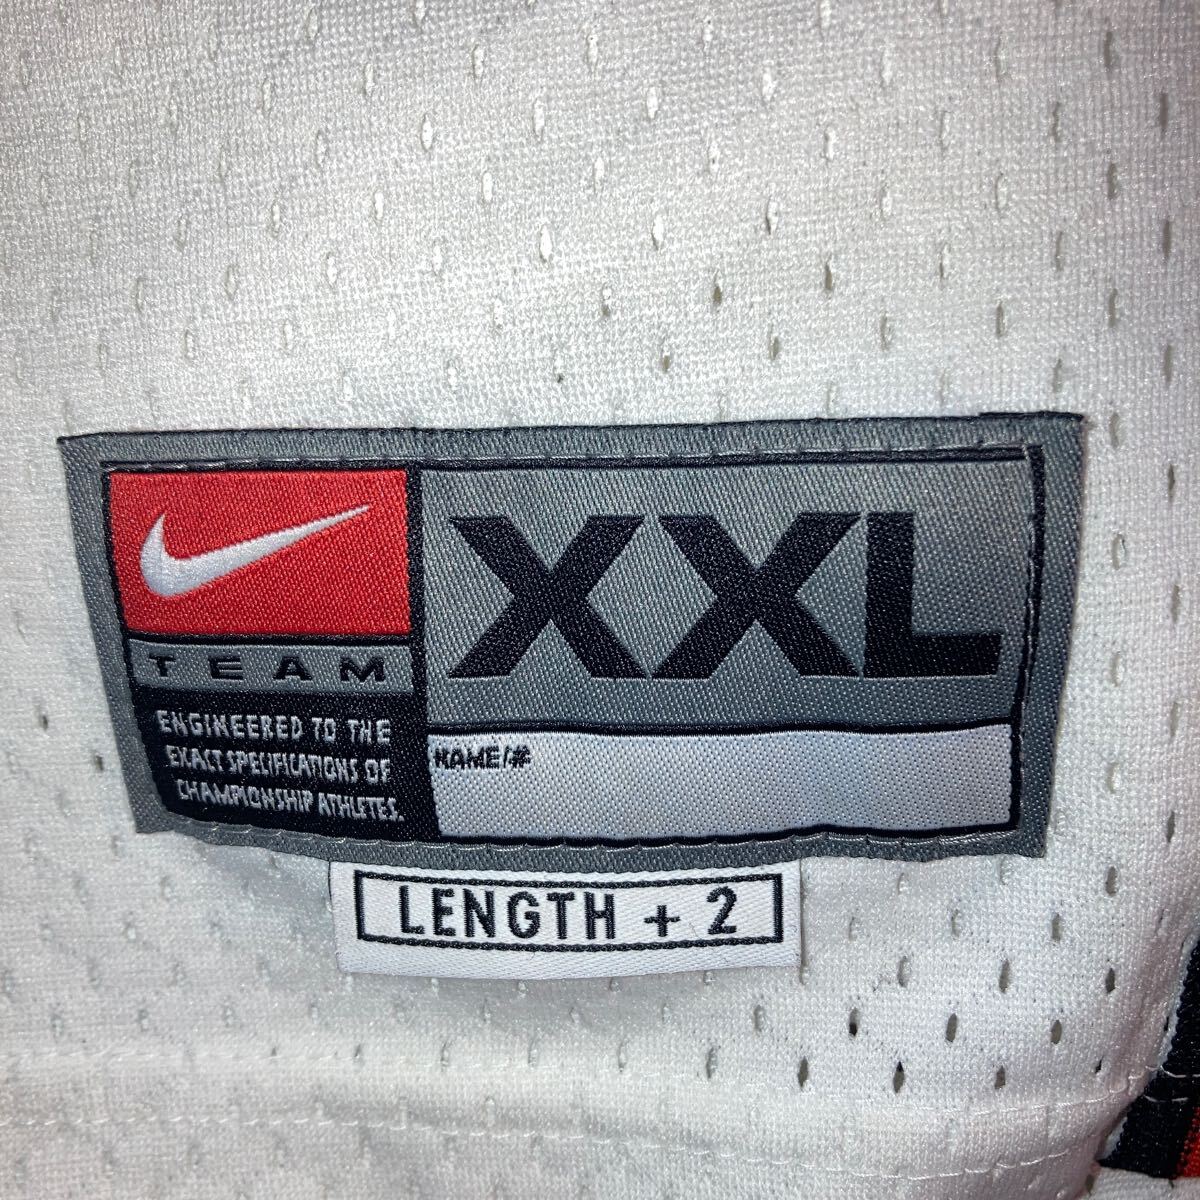 XXL
TEAM
ENGINEERED TO THE
EXACT SPECIFICATIONS OF
CHAMPIONSHIP ATHLETES.
NAME/#
LENGTH + 2